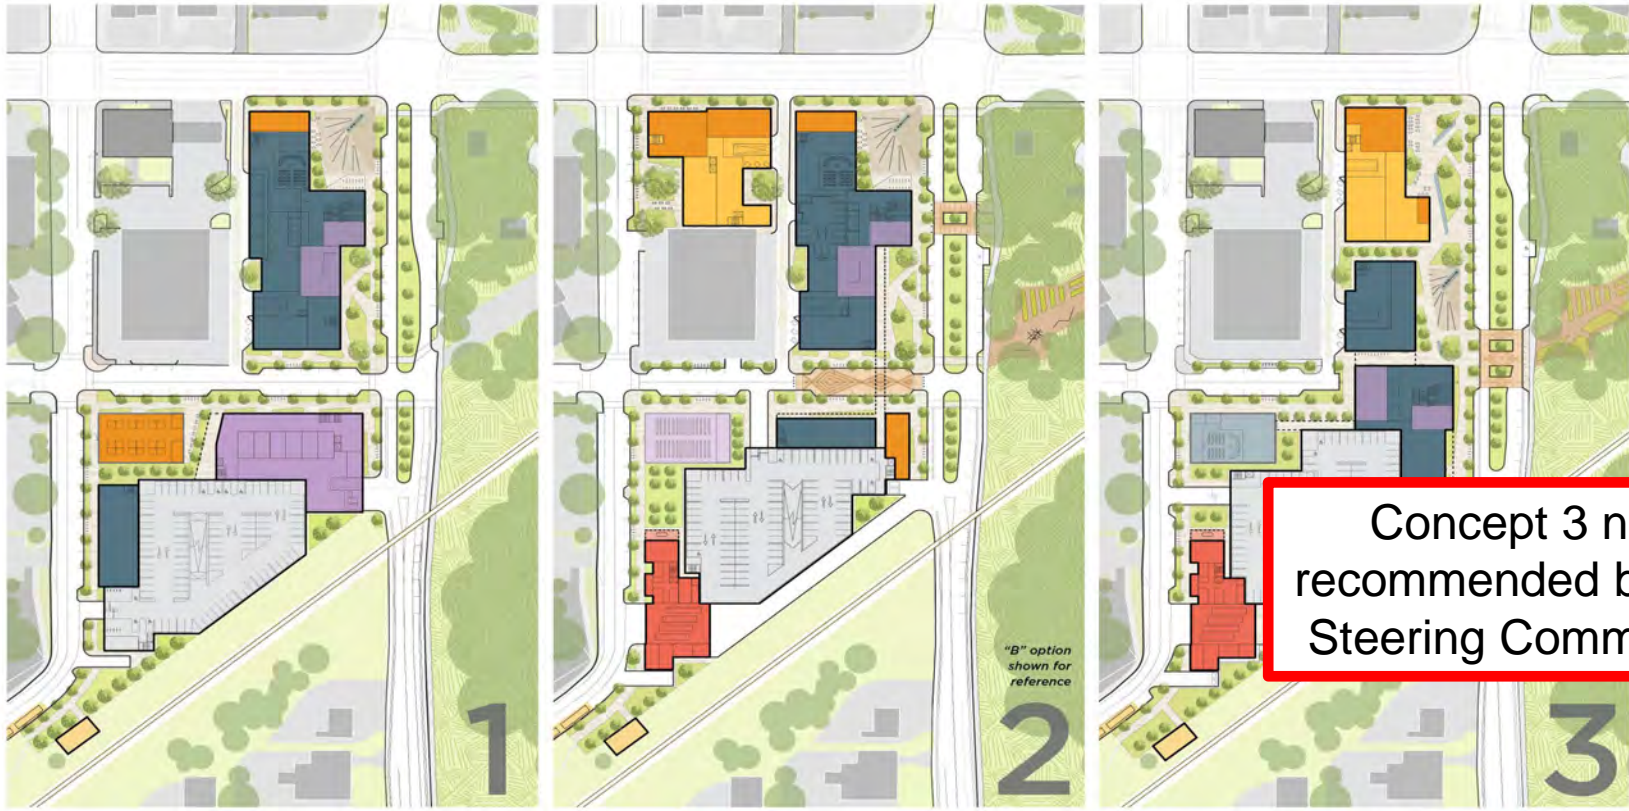 1
"B" option
shown for
reference
2
Concept 3 n
recommended b
Steering Comm
3